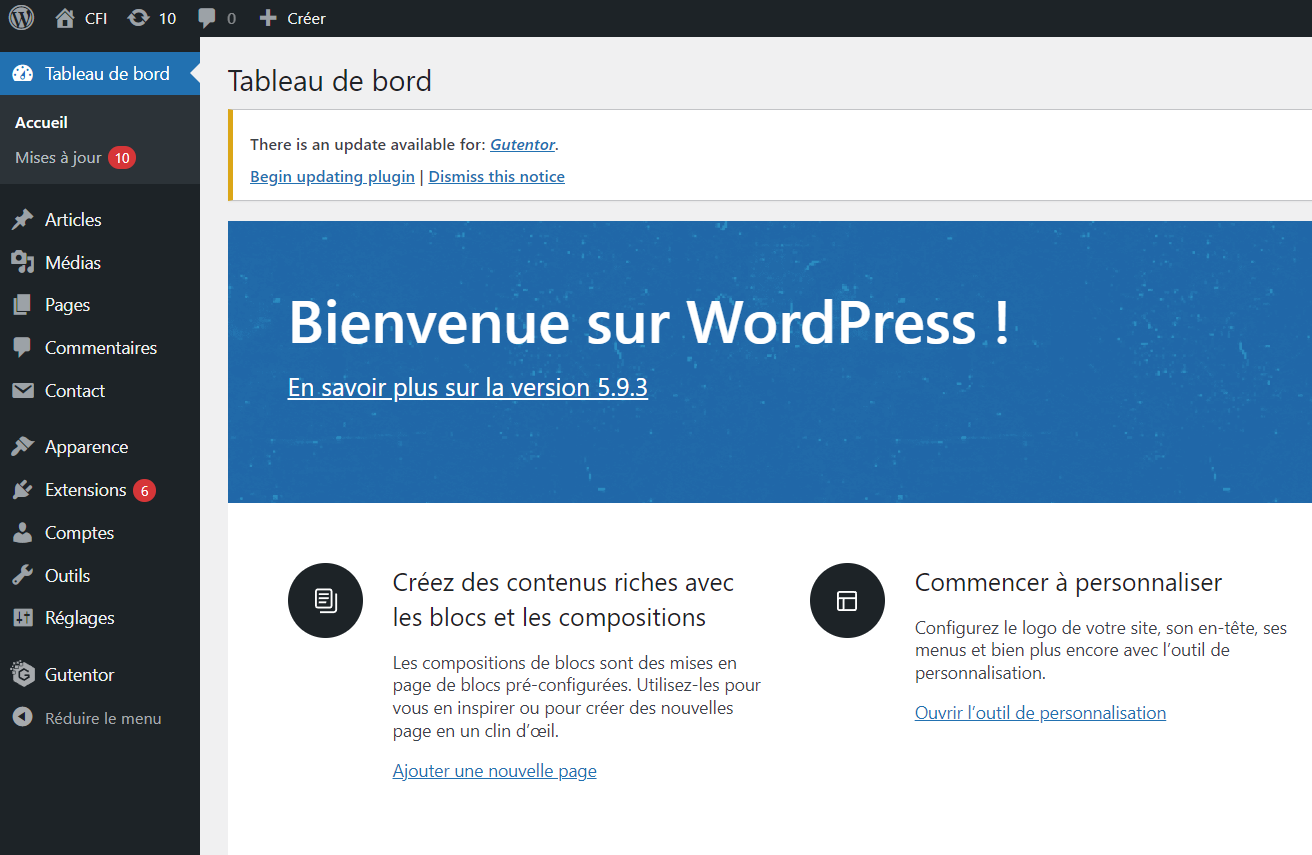 CFI 10 0 Créer
Tableau de bord
Accueil
Mises à jour 10
Articles
Médias
Pages
Commentaires
Contact
Apparence
Extensions 6
Comptes
Outils
Réglages
Gutentor
Réduire le menu
Tableau de bord
There is an update available for: Gutentor.
Begin updating plugin | Dismiss this notice
Bienvenue sur WordPress !
En savoir plus sur la version 5.9.3
Créez des contenus riches avec
les blocs et les compositions
Les compositions de blocs sont des mises en
page de blocs pré-configurées. Utilisez-les pour
vous en inspirer ou pour créer des nouvelles
page en un clin d’œil.
Ajouter une nouvelle page
Commencer à personnaliser
Configurez le logo de votre site, son en-tête, ses
menus et bien plus encore avec l’outil de
personnalisation.
Ouvrir l’outil de personnalisation